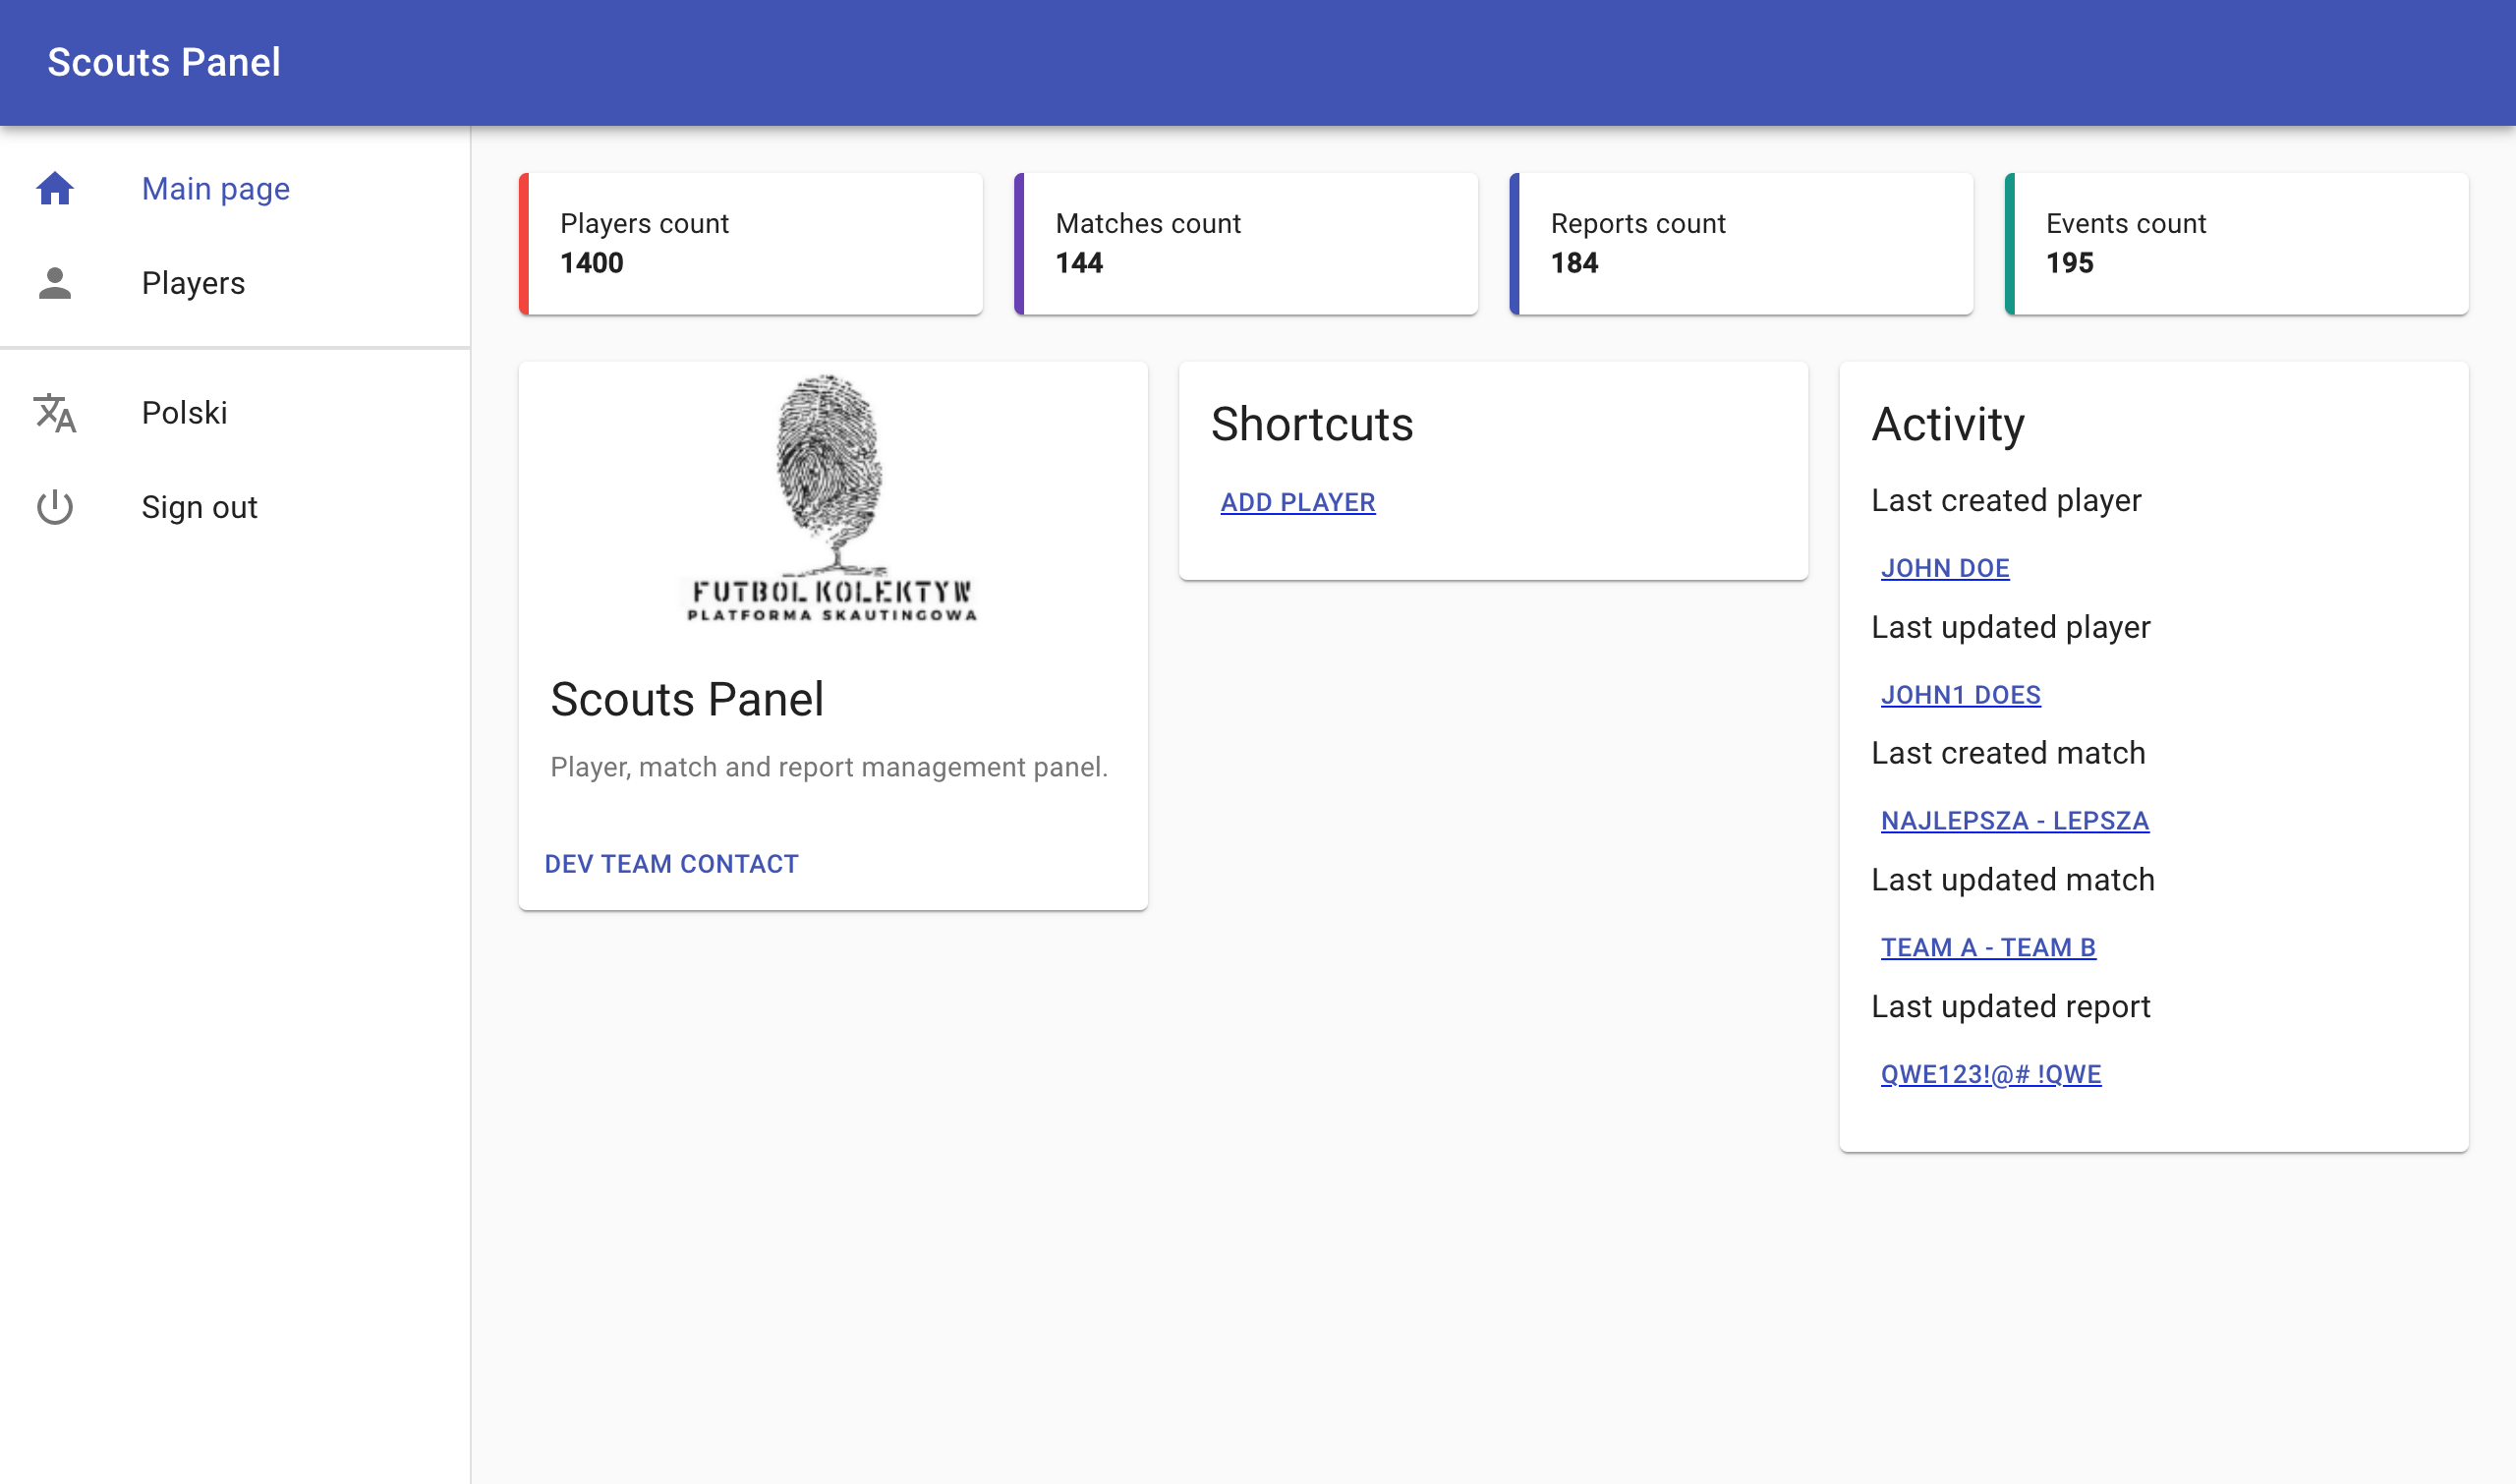 Scouts Panel
Main page
Players
Polski
Sign out
Players count
1400
Matches count
144
Reports count
184
Events count
195
FUTBOL KOLEKTYW
PLATFORMA SKAUTINGOWA
Scouts Panel
Player, match and report management panel.
DEV TEAM CONTACT
Shortcuts
ADD PLAYER
Activity
Last created player
JOHN DOE
Last updated player
JOHN1 DOES
Last created match
NAJLEPSZA - LEPSZA
Last updated match
TEAM A - TEAM B
Last updated report
QWE123!@# !QWE